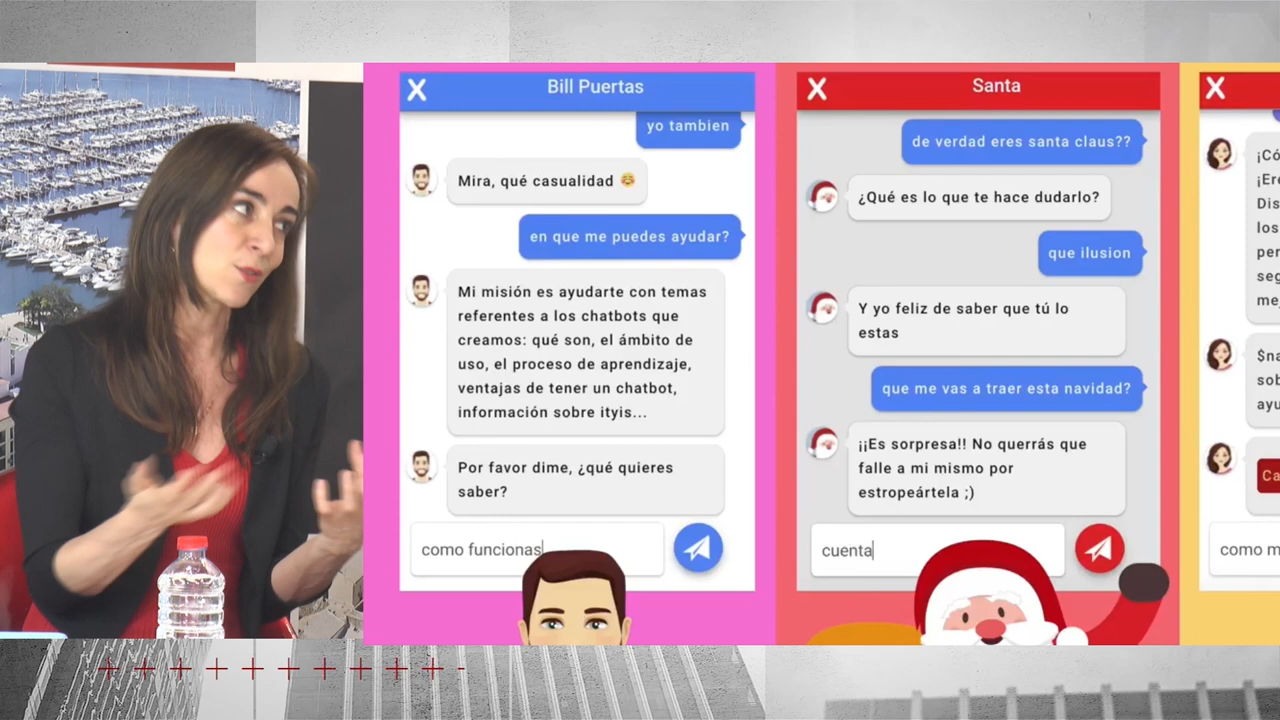 Bill Puertas
yo tambien
Mira, qué casualidad
en que me puedes ayudar?
Mi misión es ayudarte con temas
referentes a los chatbots que
creamos: qué son, el ámbito de
uso, el proceso de aprendizaje,
ventajas de tener un chatbot,
información sobre ityis...
Por favor dime, ¿qué quieres
saber?
como funcionas
Santa
de verdad eres santa claus??
¿Qué es lo que te hace dudarlo?
que ilusion
Y yo feliz de saber que tú lo
estas
que me vas a traer esta navidad?
¡¡Es sorpresa!! No querrás que
falle a mi mismo por
estropeártela ;)
cuenta
¡Có
¡Ere
Dis
los
per
seg
me
$na
sob
ayu
Ca
como m